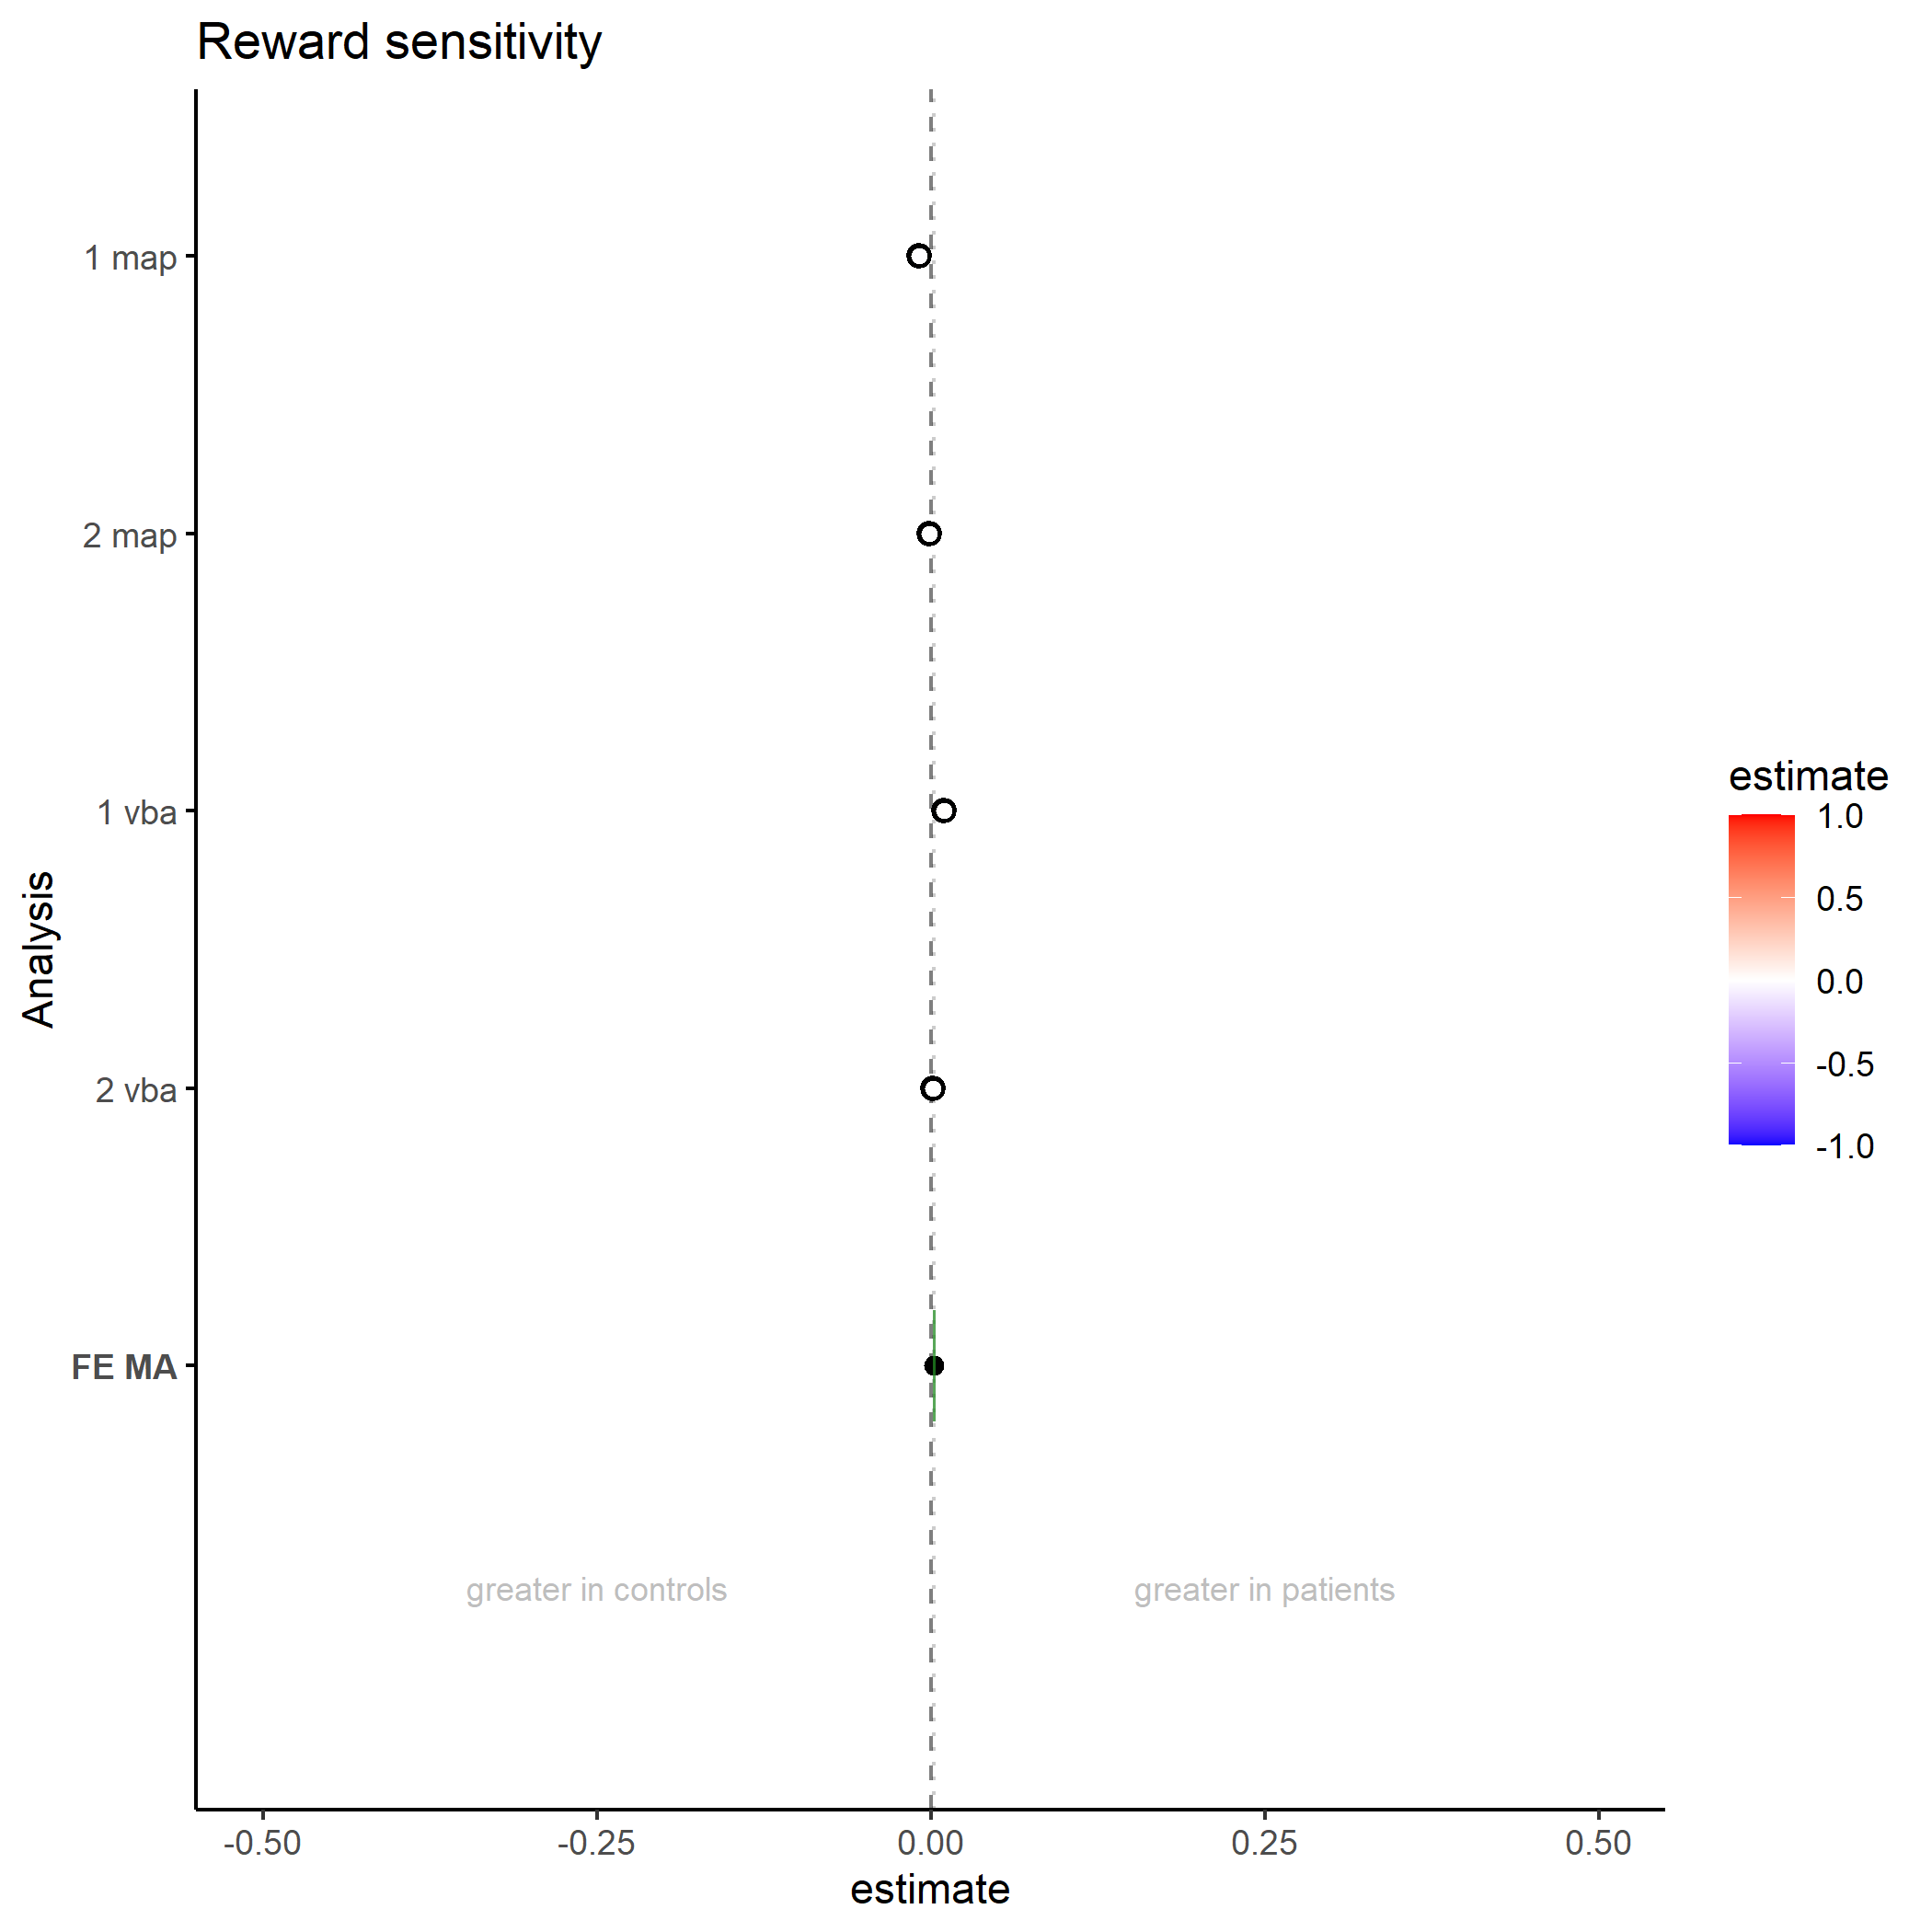 Reward sensitivity
1 map
2 map
1 vba
2 vba
FE MA
Analysis
greater in controls
greater in patients
-0.50
-0.25
0.00
0.25
0.50
estimate
estimate
1.0
0.5
0.0
-0.5
-1.0